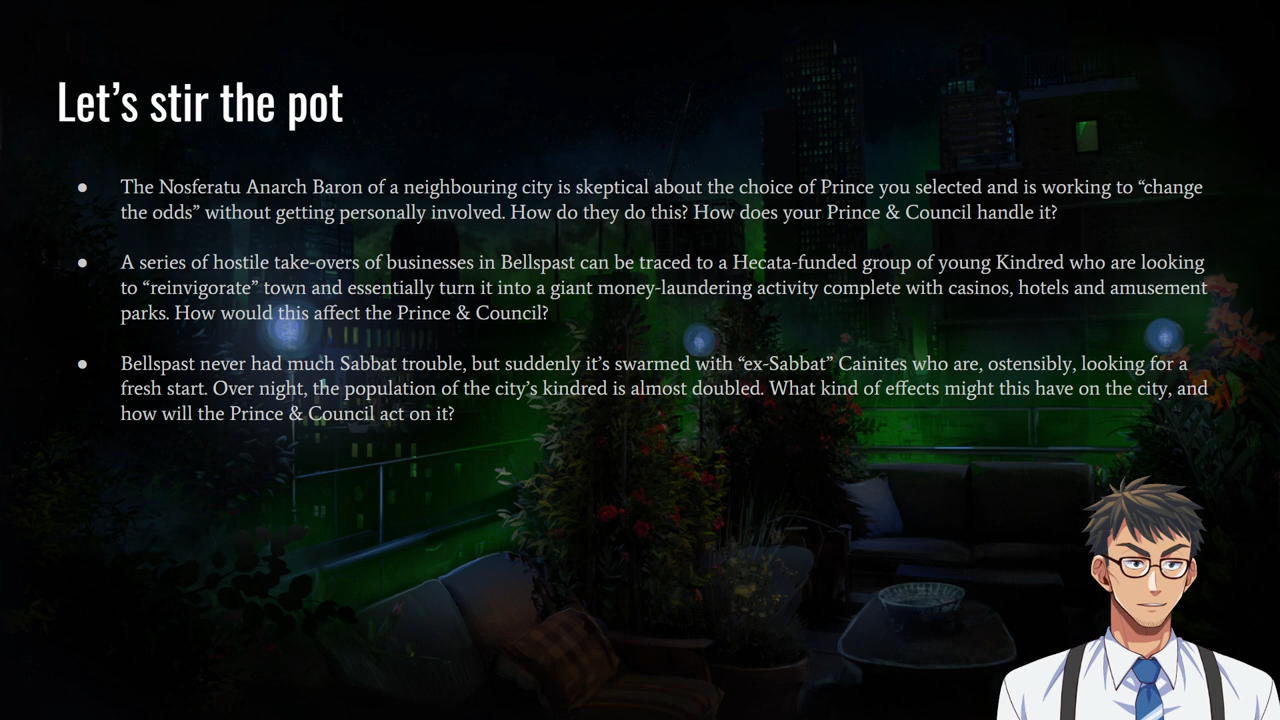 Let’s stir the pot
● The Nosferatu Anarch Baron of a neighbouring city is skeptical about the choice of Prince you selected and is working to “change
the odds” without getting personally involved. How do they do this? How does your Prince & Council handle it?
● A series of hostile take-overs of businesses in Bellspast can be traced to a Hecata-funded group of young Kindred who are looking
to “reinvigorate” town and essentially turn it into a giant money-laundering activity complete with casinos, hotels and amusement
parks. How would this affect the Prince & Council?
● Bellspast never had much Sabbat trouble, but suddenly it’s swarmed with “ex-Sabbat” Cainites who are, ostensibly, looking for a
fresh start. Over night, the population of the city’s kindred is almost doubled. What kind of effects might this have on the city, and
how will the Prince & Council act on it?